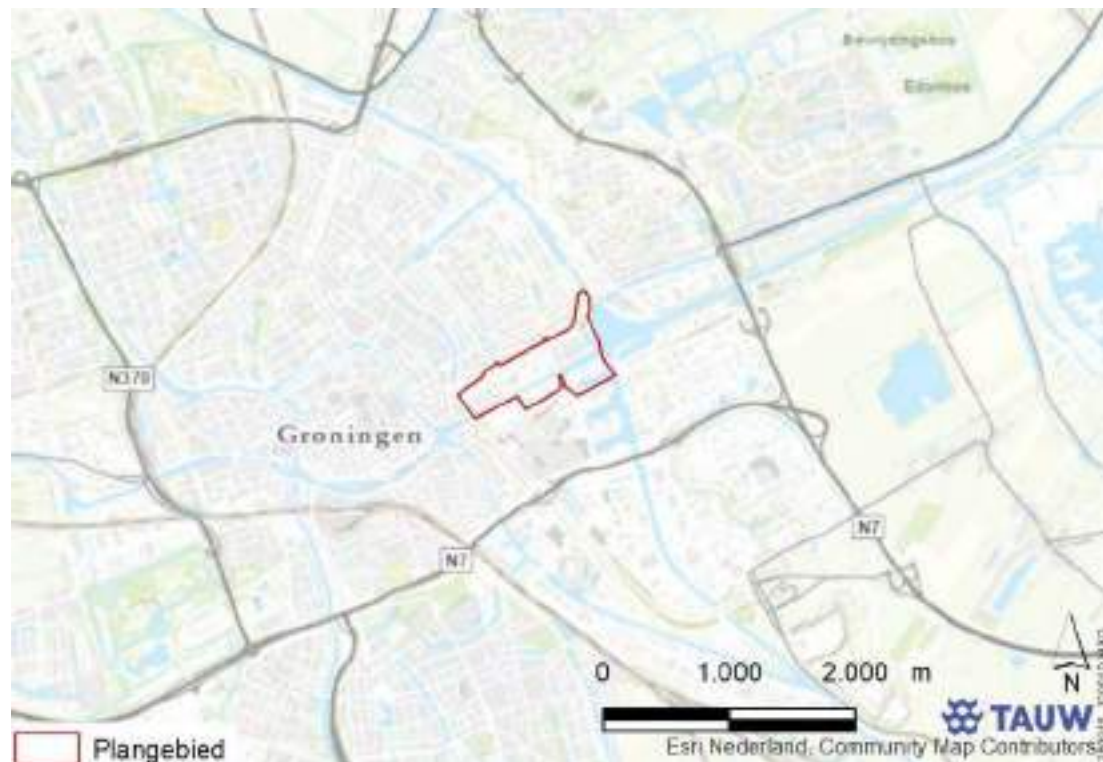 N370
Groningen
N7
N7
0 1.000 2.000 m
N
TAUW
Plangebied
Esri Nederland, Community Map Contributors